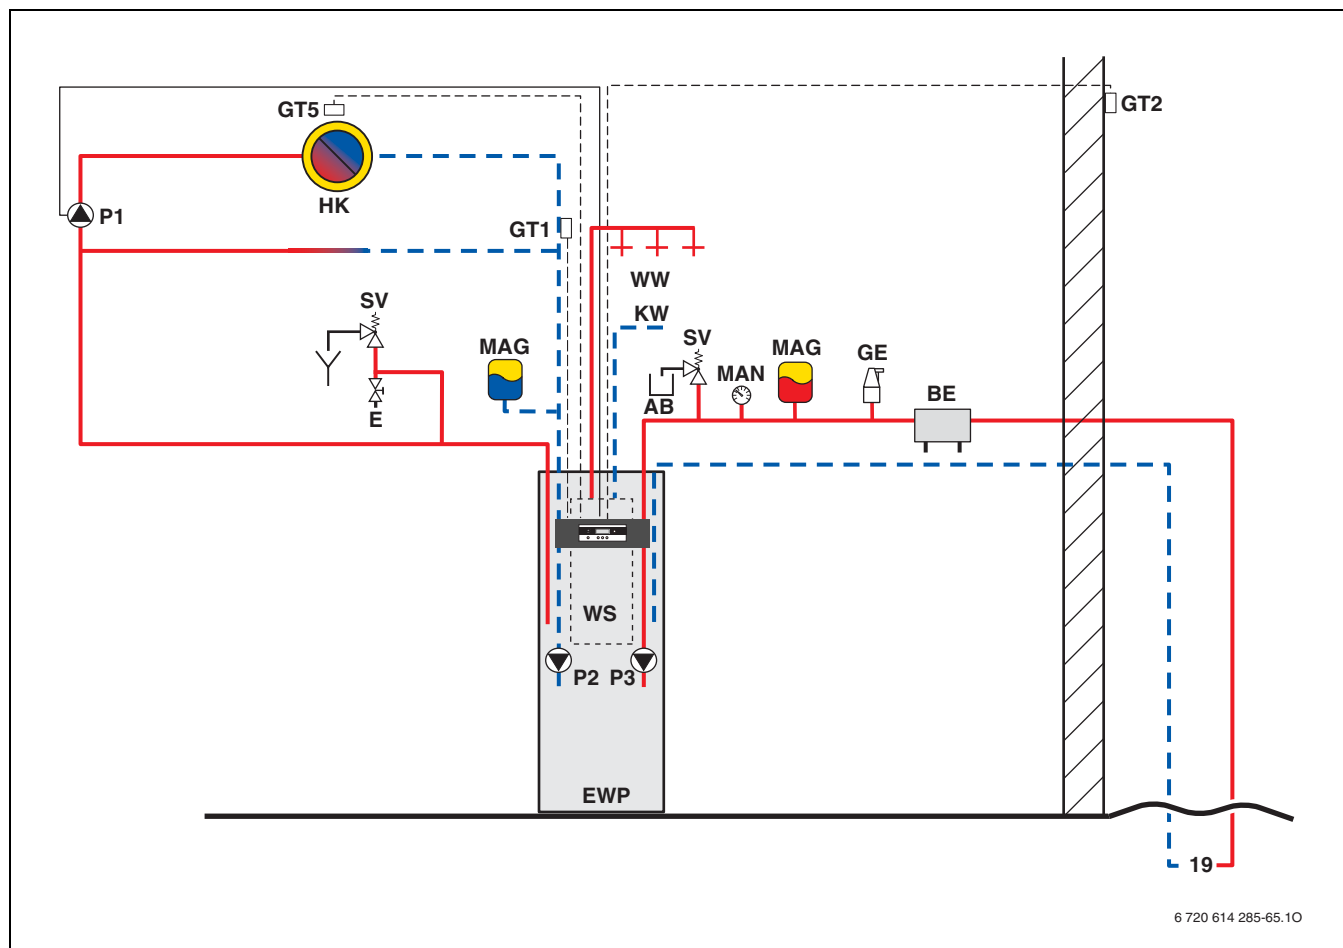 GT5
GT2
HK
P1
GT1
WW
KW
SV
SV
MAG
MAN
MAG
GE
BE
AB
E
WS
P2
P3
EWP
19
6 720 614 285-65.1O